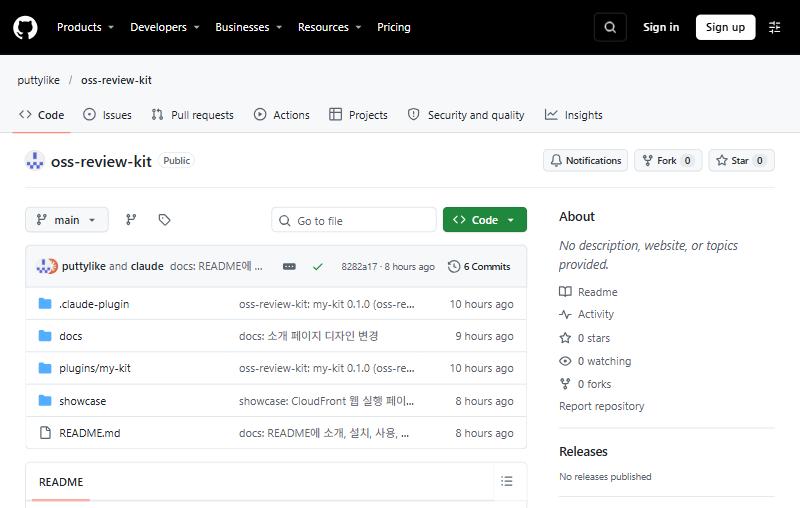 Products Developers Businesses Resources Pricing Sign in Sign up
puttylike / oss-review-kit
Code Issues Pull requests Actions Projects Security and quality Insights
oss-review-kit Public Notifications Fork 0 Star 0
main Go to file Code
puttylike and claude docs: README에 ... 8282a17 · 8 hours ago 6 Commits
.claude-plugin oss-review-kit: my-kit 0.1.0 (oss-re... 10 hours ago
docs docs: 소개 페이지 디자인 변경 9 hours ago
plugins/my-kit oss-review-kit: my-kit 0.1.0 (oss-re... 10 hours ago
showcase showcase: CloudFront 웹 실행 페이... 8 hours ago
README.md docs: README에 소개, 설치, 사용, ... 8 hours ago
README
About
No description, website, or topics
provided.
Readme
Activity
0 stars
0 watching
0 forks
Report repository
Releases
No releases published